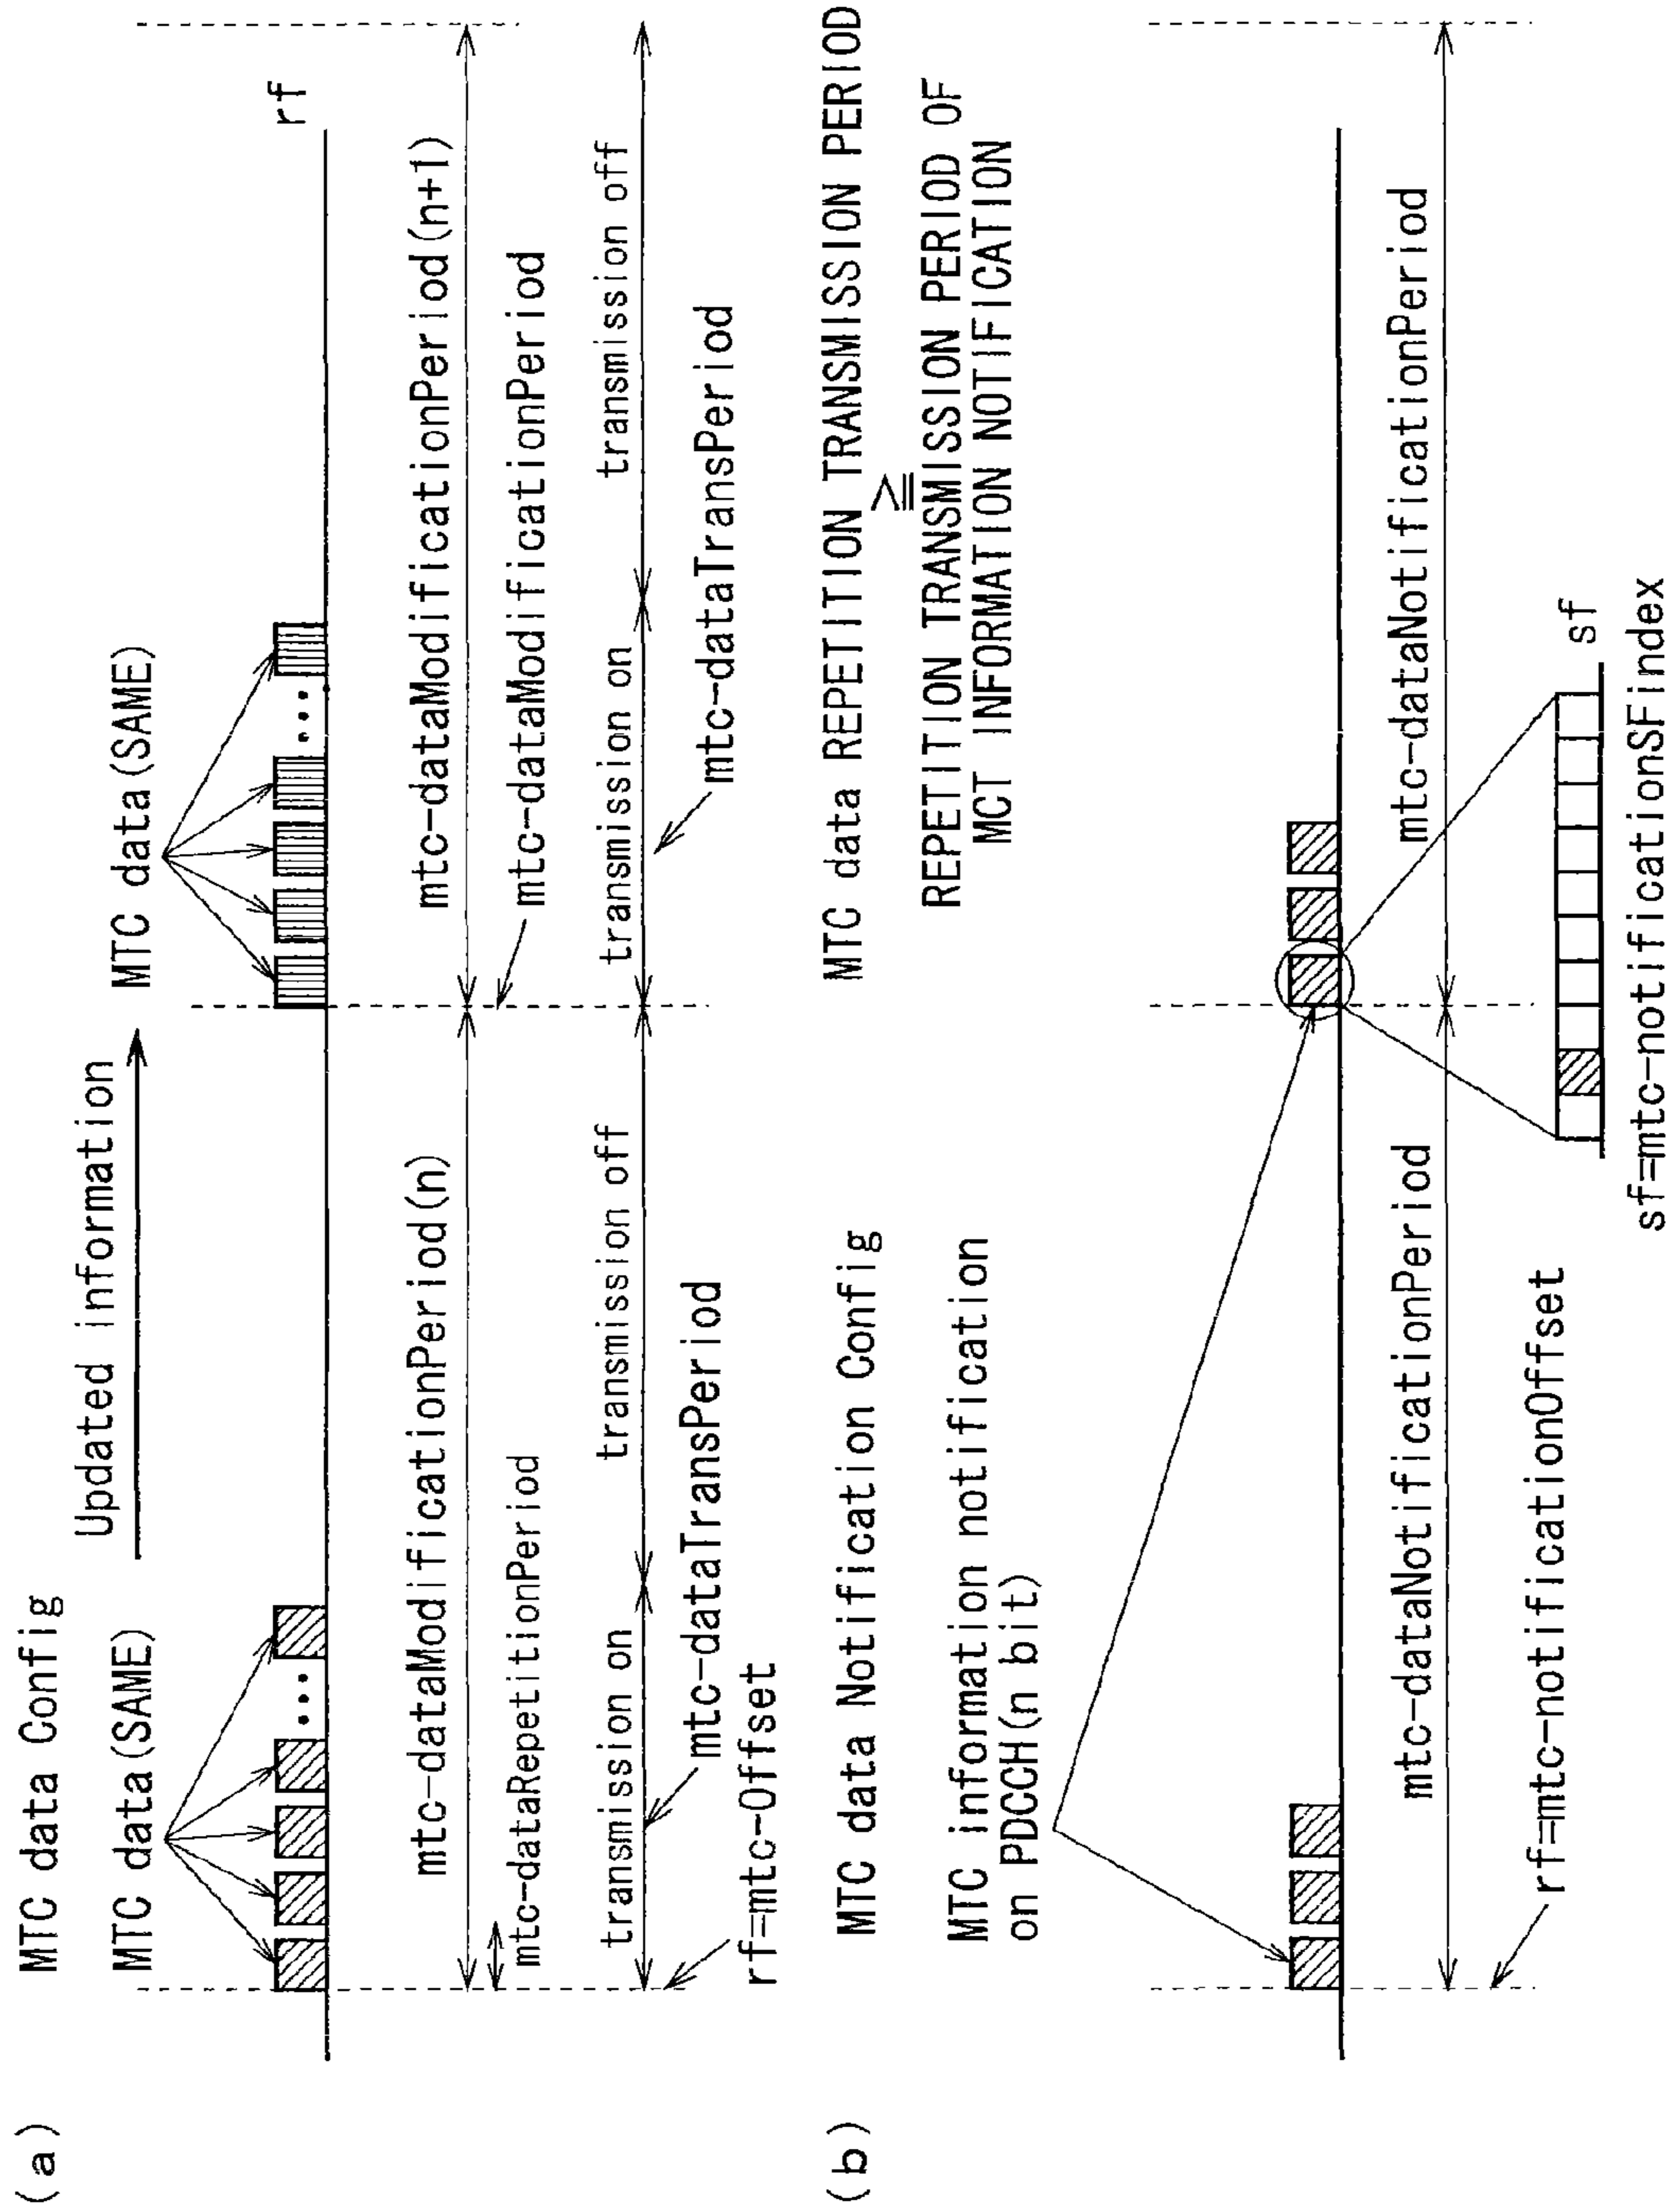 (a)
MTC data Config
Updated information
MTC data(SAME)
MTC data(SAME)
rf
mtc-dataModificationPeriod(n)
mtc-dataModificationPeriod(n+1)
mtc-dataRepetitionPeriod
mtc-dataModificationPeriod
transmission on
transmission off
transmission on
transmission off
mtc-dataTransPeriod
mtc-dataTransPeriod
rf=mtc-Offset
MTC data REPETITION TRANSMISSION PERIOD
≧
REPETITION TRANSMISSION PERIOD OF
MCT INFORMATION NOTIFICATION
(b)
MTC data Notification Config
MTC information notification
on PDCCH(n bit)
mtc-dataNotificationPeriod
mtc-dataNotificationPeriod
rf=mtc-notificationOffset
sf
sf=mtc-notificationSFindex